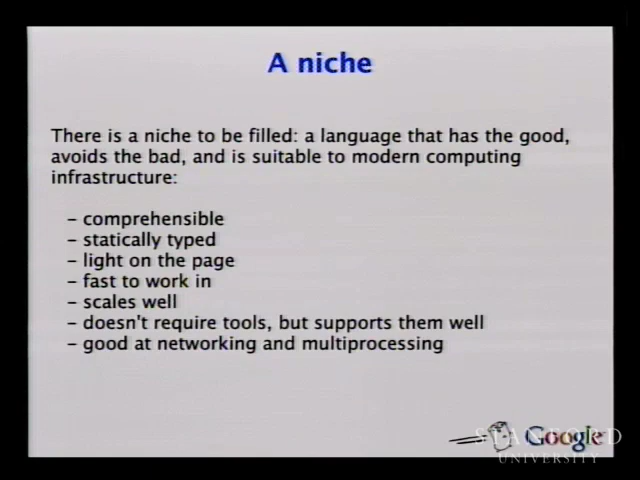 A niche
There is a niche to be filled: a language that has the good,
avoids the bad, and is suitable to modern computing
infrastructure:
- comprehensible
- statically typed
- light on the page
- fast to work in
- scales well
- doesn't require tools, but supports them well
- good at networking and multiprocessing
Google
STANFORD
UNIVERSITY